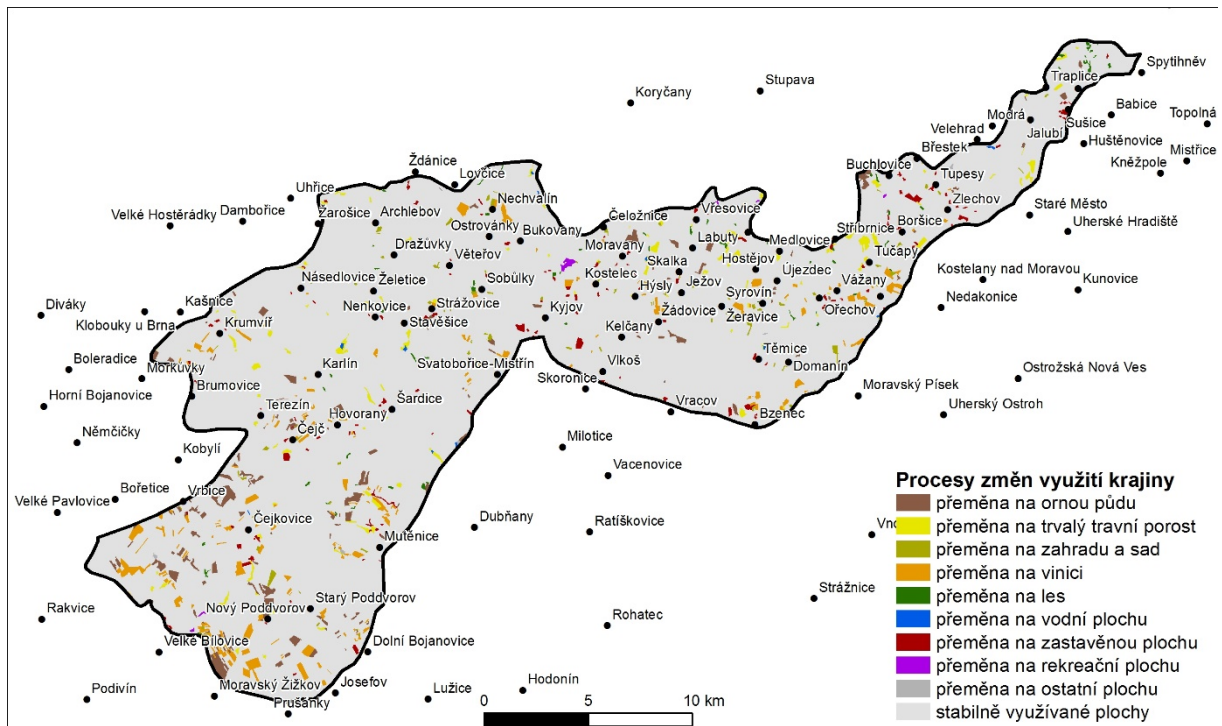 Spytihněv
Traplice
Stupava
Koryčany
Babice
Modrá
Topolná
Sušice
Velehrad
Jalubí
Huštěnovice
Břestek
Mistřice
Kněžpole
Buchlovice
Ždánice
Tupesy
Lovčice
Uhřice
Nechvalín
Zlechov
Velké Hostěrádky
Dambořice
Žarošice
Archlebov
Čeložnice
Vřesovice
Boršice
Staré Město
Uherské Hradiště
Ostrovánky
Bukovany
Moravany
Labuty
Medlovice
Stříbrnice
Dražůvky
Věteřov
Skalka
Hostějov
Tučapy
Násedlovice
Želetice
Sobůlky
Kostelec
Hýsly
Ježov
Újezdec
Vážany
Kostelany nad Moravou
Kunovice
Diváky
Kašnice
Nenkovice
Strážovice
Syrovín
Nedakonice
Klobouky u Brna
Krumvíř
Stavěšice
Kyjov
Žádovice
Žeravice
Ořechov
Kelčany
Boleradice
Morkůvky
Karlín
Svatobořice-Mistřín
Vlkoš
Těmice
Domanín
Brumovice
Skoronice
Moravský Písek
Ostrožská Nová Ves
Horní Bojanovice
Terezín
Hovorany
Šardice
Vracov
Bzenec
Uherský Ostroh
Němčičky
Čejč
Kobylí
Milotice
Vacenovice
Velké Pavlovice
Bořetice
Vrbice
Čejkovice
Mutěnice
Dubňany
Ratíškovice
Strážnice
Rakvice
Nový Poddvorov
Starý Poddvorov
Rohatec
Velké Bílovice
Dolní Bojanovice
Podivín
Moravský Žižkov
Josefov
Prušánky
Lužice
Hodonín
0 5 10 km
Procesy změn využití krajiny
přeměna na ornou půdu
přeměna na trvalý travní porost
přeměna na zahradu a sad
přeměna na vinici
přeměna na les
přeměna na vodní plochu
přeměna na zastavěnou plochu
přeměna na rekreační plochu
přeměna na ostatní plochu
stabilně využívané plochy